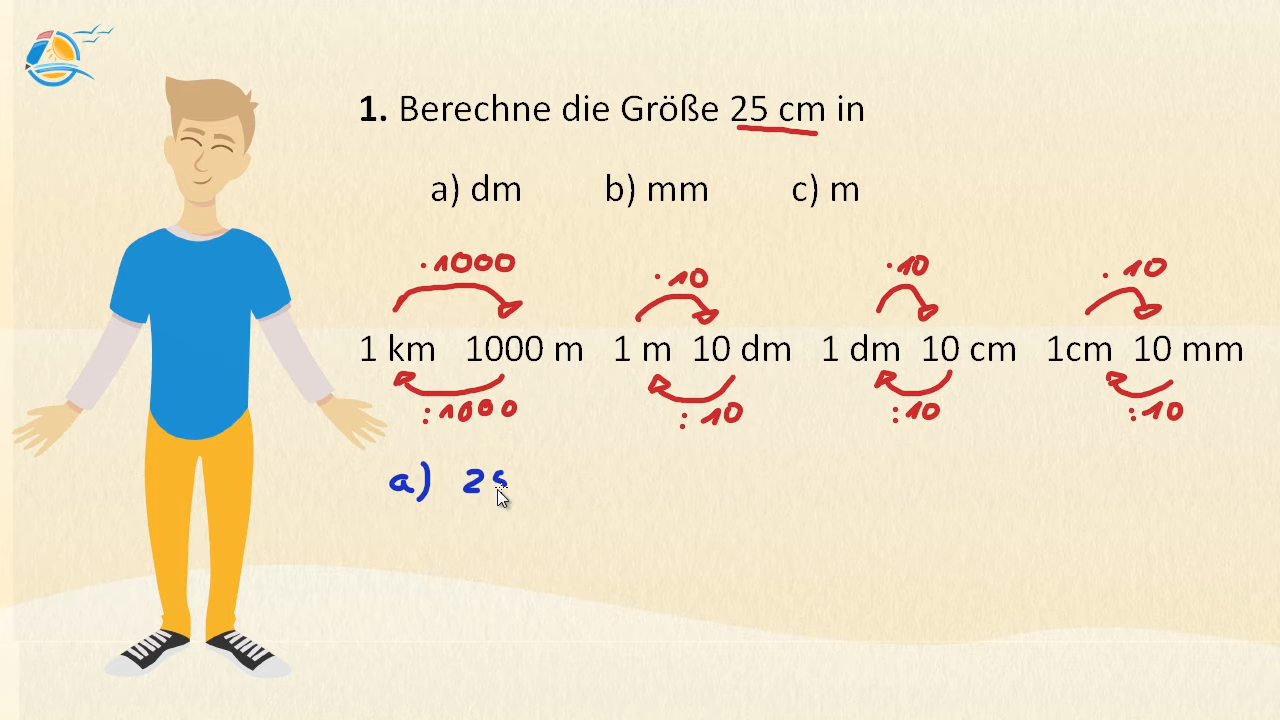 1. Berechne die Größe 25 cm in
a) dm b) mm c) m
·1000 ·10 ·10 ·10
1 km 1000 m 1 m 10 dm 1 dm 10 cm 1cm 10 mm
:1000 :10 :10 :10
a) 25